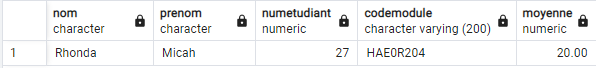 nom prenom numetudiant codemodule moyenne
character character numeric character varying (200) numeric
1 Rhonda Micah 27 HAE0R204 20.00